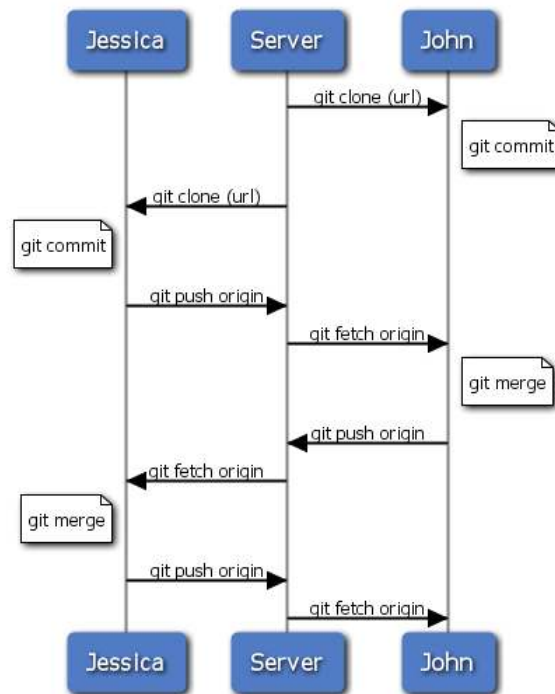 Jessica
Server
John
git clone (url)
git commit
git clone (url)
git commit
git push origin
git fetch origin
git merge
git push origin
git fetch origin
git merge
git push origin
git fetch origin
Jessica
Server
John